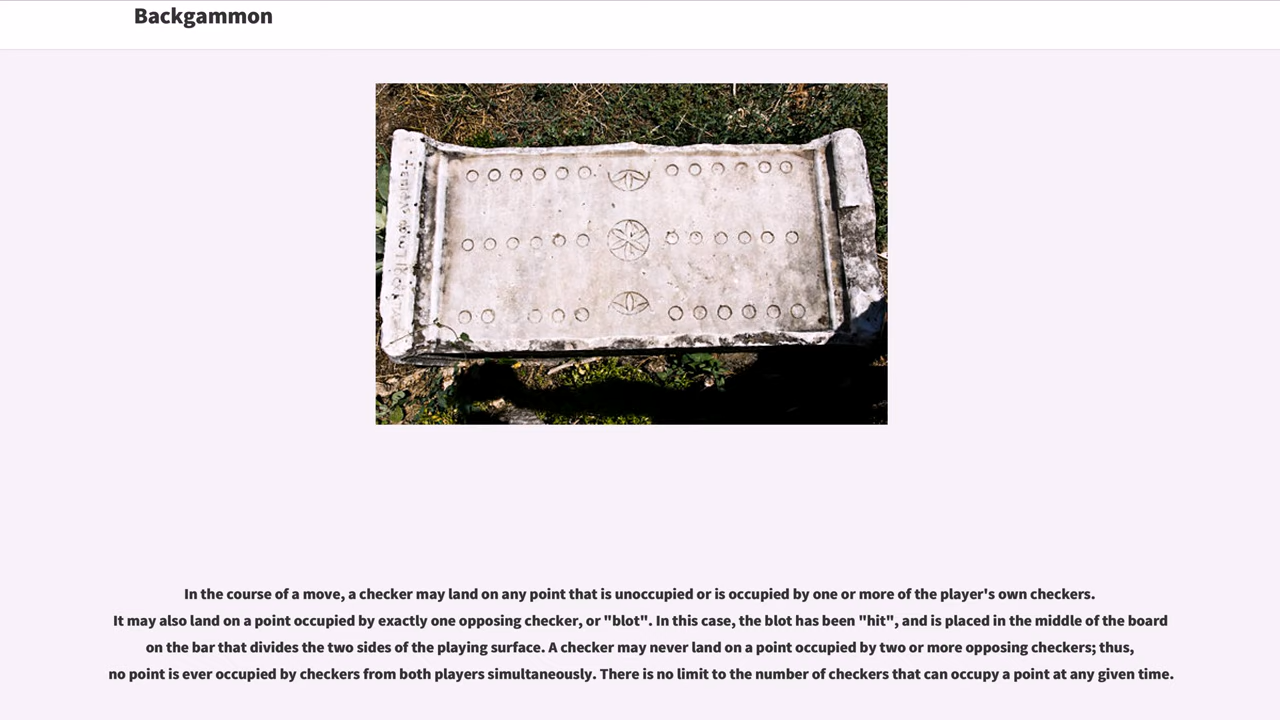 Backgammon
In the course of a move, a checker may land on any point that is unoccupied or is occupied by one or more of the player's own checkers.
It may also land on a point occupied by exactly one opposing checker, or "blot". In this case, the blot has been "hit", and is placed in the middle of the board
on the bar that divides the two sides of the playing surface. A checker may never land on a point occupied by two or more opposing checkers; thus,
no point is ever occupied by checkers from both players simultaneously. There is no limit to the number of checkers that can occupy a point at any given time.